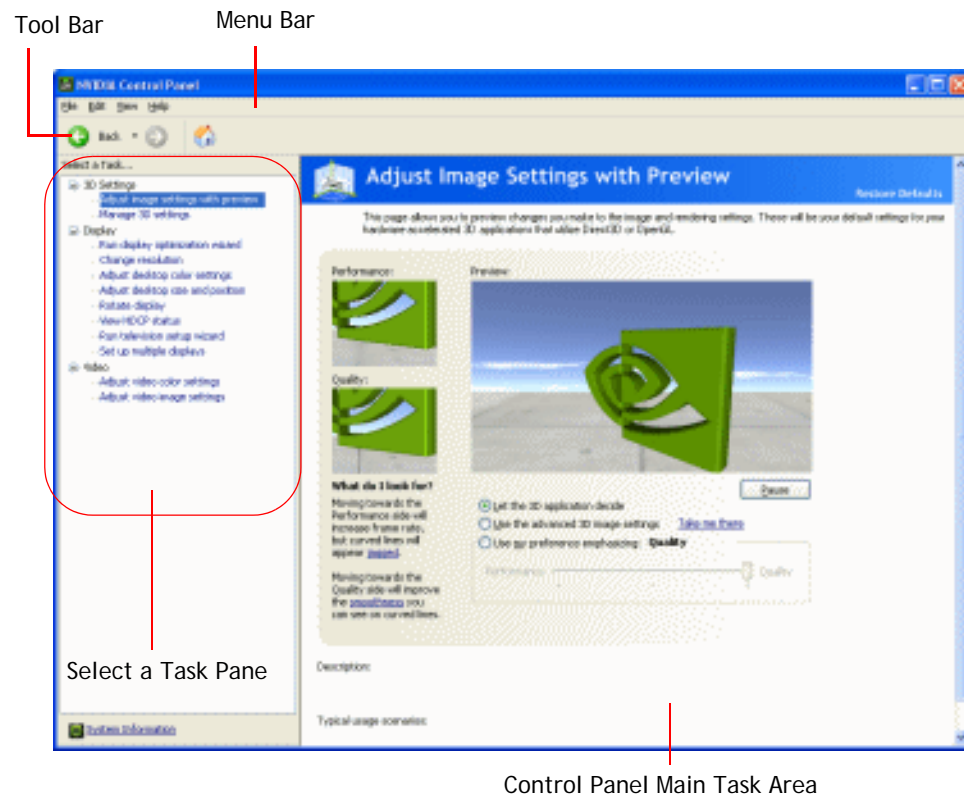 Tool Bar
Menu Bar
NVIDIA Control Panel
File Edit View Help
Back
Select a Task...
3D Settings
Adjust image settings with preview
Manage 3D settings
Display
Run display optimization wizard
Change resolution
Adjust desktop color settings
Adjust desktop size and position
Rotate display
View HDCP status
Run television setup wizard
Set up multiple displays
Video
Adjust video color settings
Adjust video image settings
Select a Task Pane
System Information
Adjust Image Settings with Preview
Restore Defaults
This page allows you to preview changes you make to the image and rendering settings. These will be your default settings for your
hardware accelerated 3D applications that utilize Direct3D or OpenGL.
Performance:
Preview:
Quality:
What do I look for?
Moving towards the
Performance side will
increase frame rate,
but curved lines will
appear jagged.
Moving towards the
Quality side will improve
the smoothness you
can see on curved lines.
Pause
Let the 3D application decide
Use the advanced 3D image settings Take me there
Use my preference emphasizing: Quality
Performance Quality
Description:
Typical usage scenarios:
Control Panel Main Task Area